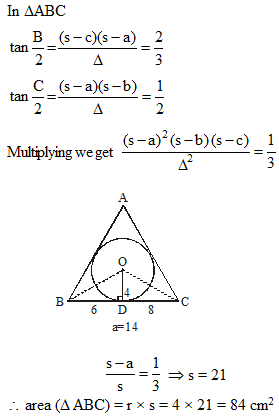 In ΔABC
tan B/2 = (s−c)(s−a)/Δ = 2/3
tan C/2 = (s−a)(s−b)/Δ = 1/2
Multiplying we get (s−a)²(s−b)(s−c)/Δ² = 1/3
A
O
4
B 6 D 8 C
a=14
(s−a)/s = 1/3 ⇒ s = 21
∴ area (Δ ABC) = r × s = 4 × 21 = 84 cm²